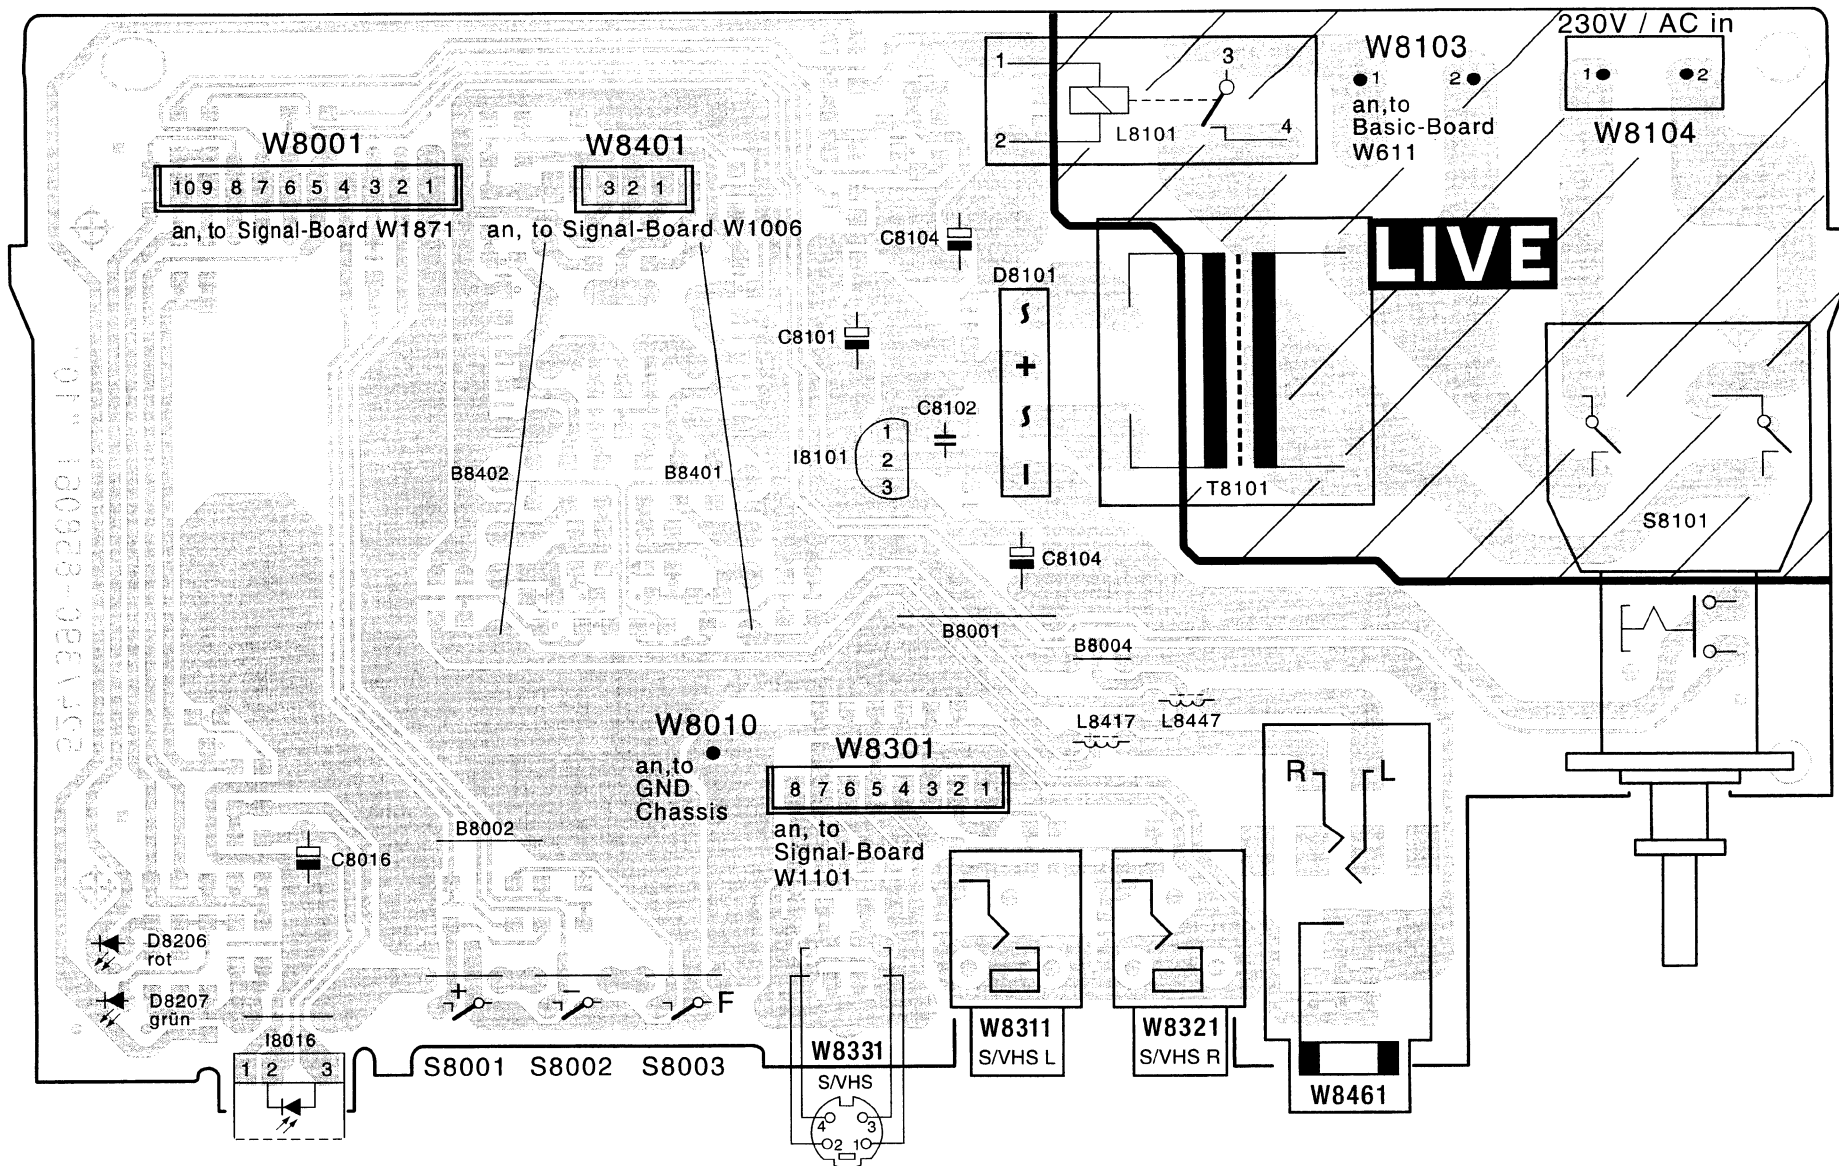 230V / AC in
1 2
W8104
W8103
1 2
an,to
Basic-Board
W611
1
2
3
4
L8101
W8001
10 9 8 7 6 5 4 3 2 1
an, to Signal-Board W1871
W8401
3 2 1
an, to Signal-Board W1006
C8104
D8101
∽
+
∽
−
LIVE
C8101
C8102
I8101
1
2
3
B8402
B8401
T8101
S8101
C8104
B8001
B8004
L8417
L8447
W8010
an,to
GND
Chassis
W8301
8 7 6 5 4 3 2 1
an, to
Signal-Board
W1101
R L
B8002
C8016
D8206
rot
D8207
grün
+
−
F
I8016
1 2 3
S8001
S8002
S8003
W8331
S/VHS
4 3
2 1
W8311
S/VHS L
W8321
S/VHS R
W8461